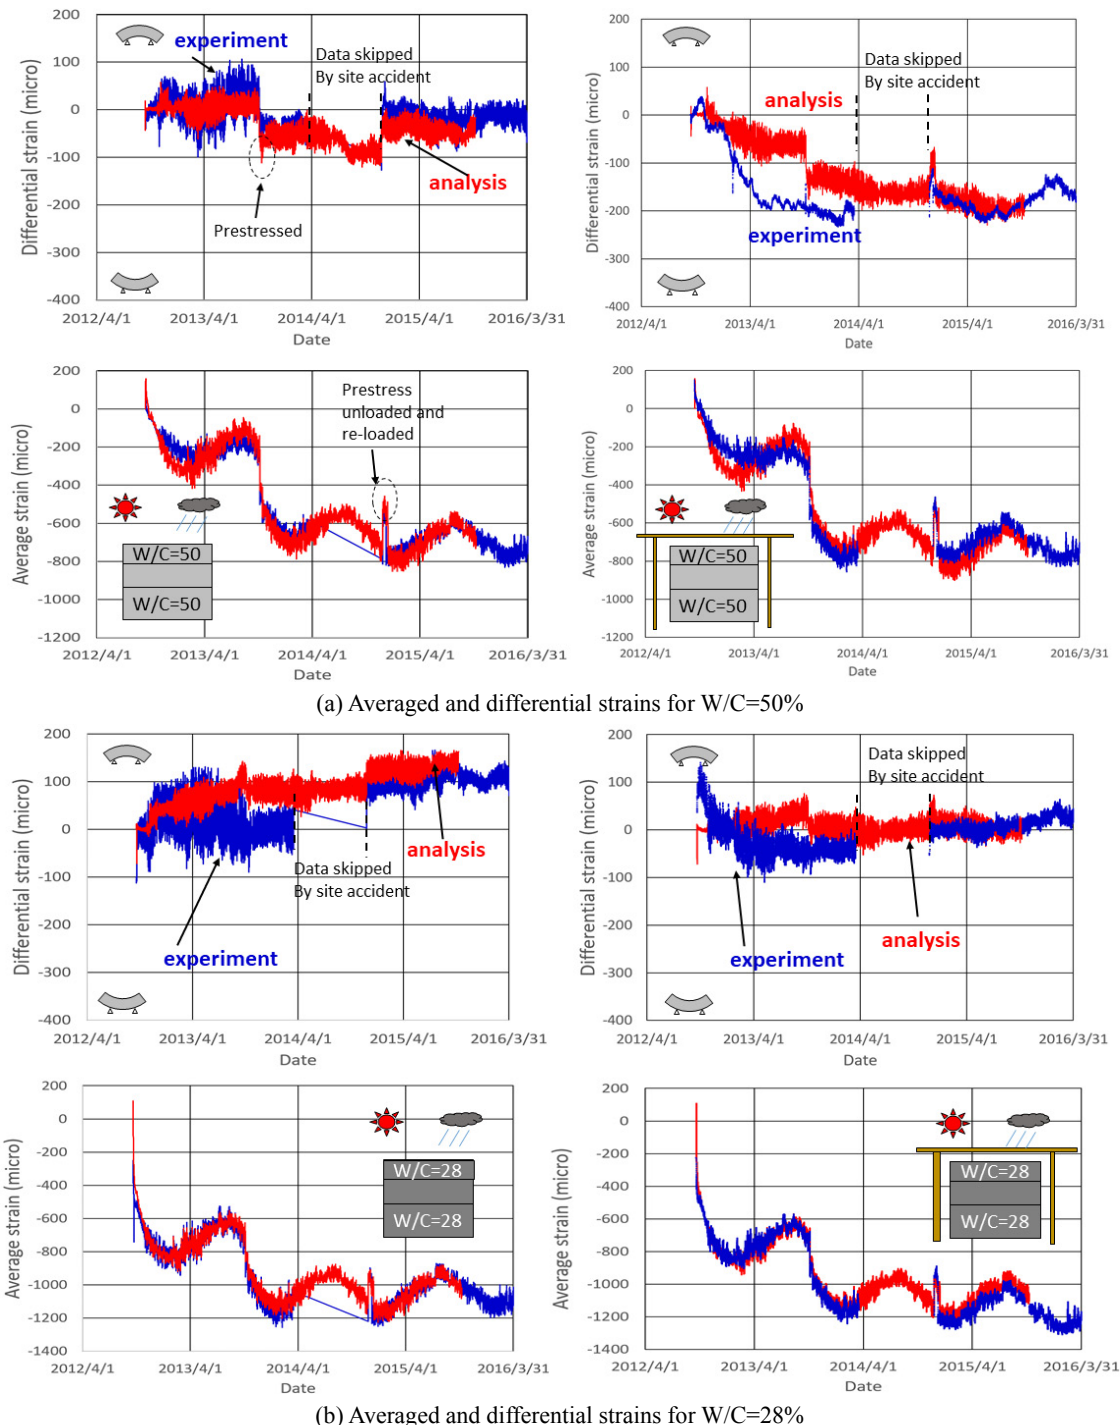 200
100
0
-100
-200
-300
-400
Differential strain (micro)
experiment
Data skipped
By site accident
analysis
Prestressed
2012/4/1
2013/4/1
2014/4/1
2015/4/1
2016/3/31
Date
200
100
0
-100
-200
-300
-400
Differential strain (micro)
analysis
Data skipped
By site accident
experiment
2012/4/1
2013/4/1
2014/4/1
2015/4/1
2016/3/31
Date
200
0
-200
-400
-600
-800
-1000
-1200
Average strain (micro)
Prestress
unloaded and
re-loaded
W/C=50
W/C=50
2012/4/1
2013/4/1
2014/4/1
2015/4/1
2016/3/31
Date
200
0
-200
-400
-600
-800
-1000
-1200
Average strain (micro)
W/C=50
W/C=50
2012/4/1
2013/4/1
2014/4/1
2015/4/1
2016/3/31
Date
(a) Averaged and differential strains for W/C=50%
200
100
0
-100
-200
-300
-400
Differential strain (micro)
analysis
Data skipped
By site accident
experiment
2012/4/1
2013/4/1
2014/4/1
2015/4/1
2016/3/31
Date
200
100
0
-100
-200
-300
-400
Differential strain (micro)
Data skipped
By site accident
analysis
experiment
2012/4/1
2013/4/1
2014/4/1
2015/4/1
2016/3/31
Date
200
0
-200
-400
-600
-800
-1000
-1200
-1400
Average strain (micro)
W/C=28
W/C=28
2012/4/1
2013/4/1
2014/4/1
2015/4/1
2016/3/31
Date
200
0
-200
-400
-600
-800
-1000
-1200
-1400
Average strain (micro)
W/C=28
W/C=28
2012/4/1
2013/4/1
2014/4/1
2015/4/1
2016/3/31
Date
(b) Averaged and differential strains for W/C=28%